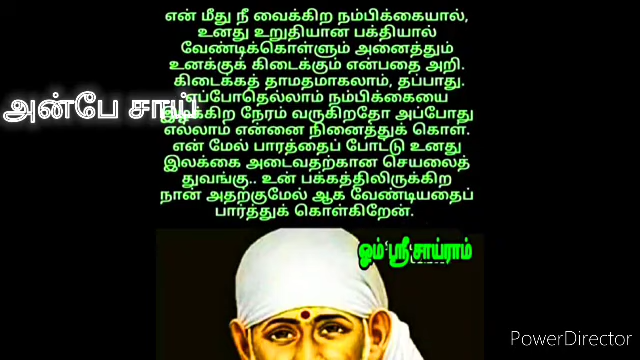 என் மீது நீ வைக்கிற நம்பிக்கையால்,
உனது உறுதியான பக்தியால்
வேண்டிக்கொள்ளும் அனைத்தும்
உனக்குக் கிடைக்கும் என்பதை அறி.
கிடைக்கத் தாமதமாகலாம், தப்பாது.
அன்பே சாய்
எப்போதெல்லாம் நம்பிக்கையை
நேரம் வருகிறதோ அப்போது
எல்லாம் என்னை நினைத்துக் கொள்.
என் மேல் பாரத்தைப் போட்டு உனது
இலக்கை அடைவதற்கான செயலைத்
துவங்கு.. உன் பக்கத்திலிருக்கிற
நான் அதற்குமேல் ஆக வேண்டியதைப்
பார்த்துக் கொள்கிறேன்.
ஓம் ஸ்ரீ சாய்ராம்
PowerDirector